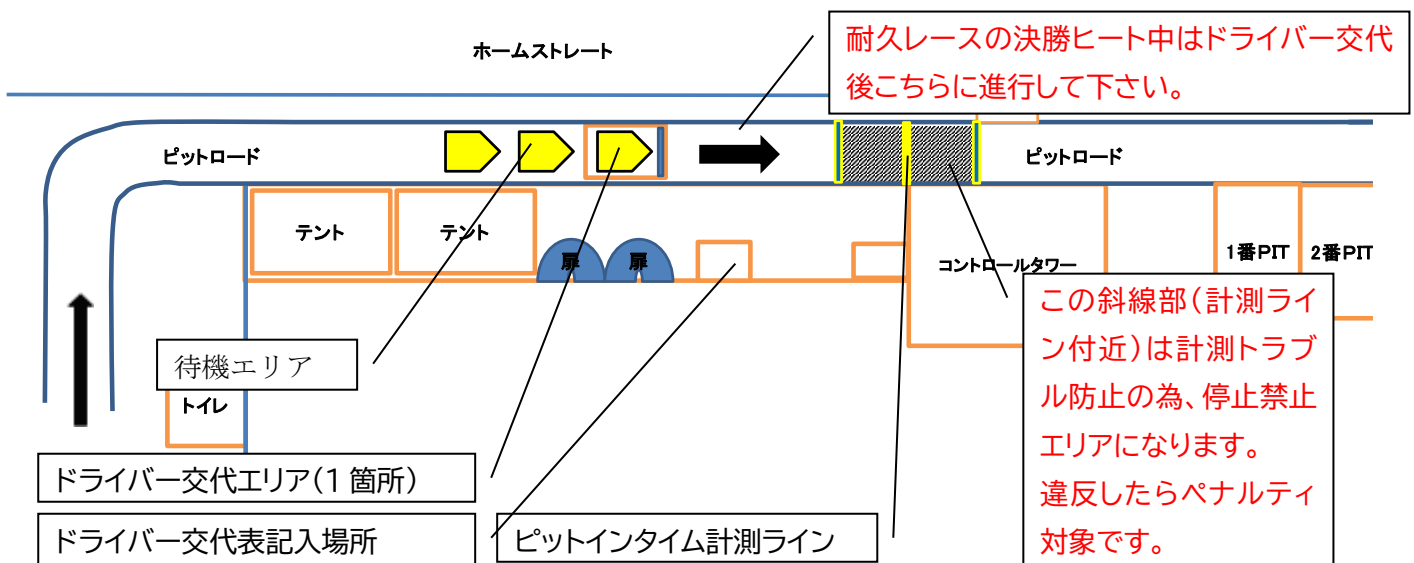 ホームストレート
耐久レースの決勝ヒート中はドライバー交代
後こちらに進行して下さい。
ピットロード
ピットロード
テント
テント
扉
扉
コントロールタワー
1番PIT
2番PIT
この斜線部(計測ライ
ン付近)は計測トラブ
ル防止の為、停止禁止
エリアになります。
違反したらペナルティ
対象です。
待機エリア
トイレ
ドライバー交代エリア(1箇所)
ドライバー交代表記入場所
ピットインタイム計測ライン